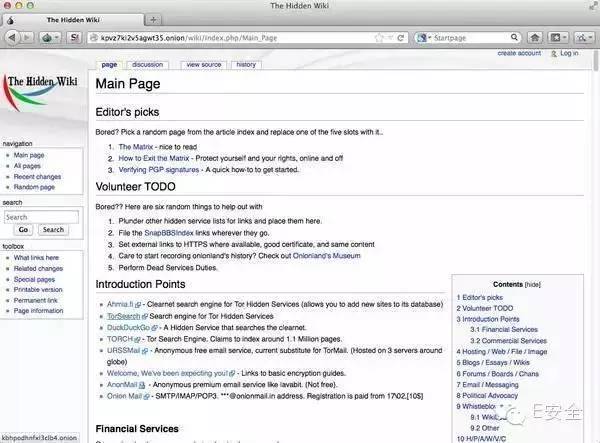 The Hidden Wiki
The Hidden Wiki
kpvz7ki2v5agwt35.onion/wiki/index.php/Main_Page
Startpage
create account Log in
page discussion view source history
The Hidden Wiki
navigation
Main page
All pages
Recent changes
Random page
search
Search
Go Search
toolbox
What links here
Related changes
Special pages
Printable version
Permanent link
Page information
Main Page
Editor's picks
Bored? Pick a random page from the article index and replace one of the five slots with it..
1. The Matrix - nice to read
2. How to Exit the Matrix - Protect yourself and your rights, online and off
3. Verifying PGP signatures - A quick how-to to get started.
Volunteer TODO
Bored?? Here are six random things to help out with
1. Plunder other hidden service lists for links and place them here.
2. File the SnapBBSIndex links wherever they go.
3. Set external links to HTTPS where available, good certificate, and same content
4. Care to start recording onionland's history? Check out Onionland's Museum
5. Perform Dead Services Duties.
Introduction Points
Ahmia.fi - Clearnet search engine for Tor Hidden Services (allows you to add new sites to its database)
TorSearch Search engine for Tor Hidden Services
DuckDuckGo - A Hidden Service that searches the clearnet.
TORCH - Tor Search Engine. Claims to index around 1.1 Million pages.
URSSMail - Anonymous free email service, current substitute for TorMail. (Hosted on 3 servers around
globe)
Welcome, We've been expecting you! - Links to basic encryption guides.
AnonMail - Anonymous premium email service like lavabit. (Not free).
Onion Mail - SMTP/IMAP/POP3. ***@onionmail.in address. Registration is paid from 1702.[10$]
Financial Services
Contents [hide]
1 Editor's picks
2 Volunteer TODO
3 Introduction Points
3.1 Financial Services
3.2 Commercial Services
4 Hosting / Web / File / Image
5 Blogs / Essays / Wikis
6 Forums / Boards / Chans
7 Email / Messaging
8 Political Advocacy
9 Whistleblo
9.1 Wiki
9.2 Other
10 H/P/A/W/V/C
E安全
kbhpodhnfxl3clb4.onion